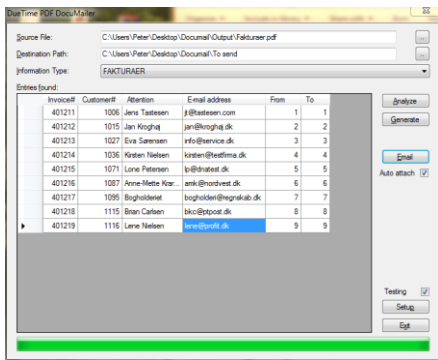 DueTime PDF DocuMailer
Source File: C:\Users\Peter\Desktop\Documail\Output\Fakturaer.pdf ...
Destination Path: C:\Users\Peter\Desktop\Documail\To send ...
Information Type: FAKTURAER
Entries found:
Invoice# Customer# Attention E-mail address From To
401211 1006 Jens Tastesen jt@tastesen.com 1 1
401212 1015 Jan Kroghøj jan@kroghøj.dk 2 2
401213 1027 Eva Sørensen info@service.dk 3 3
401214 1036 Kirsten Nielsen kirsten@testfirma.dk 4 4
401215 1071 Lone Petersen lp@dnatest.dk 5 5
401216 1087 Anne-Mette Krar... amk@nordvest.dk 6 6
401217 1095 Bogholderiet bogholderi@regnskab.dk 7 7
401218 1115 Brian Carlsen bkc@ptpost.dk 8 8
401219 1116 Lene Nielsen lene@profit.dk 9 9
Analyze
Generate
Email
Auto attach
Testing
Setup
Exit